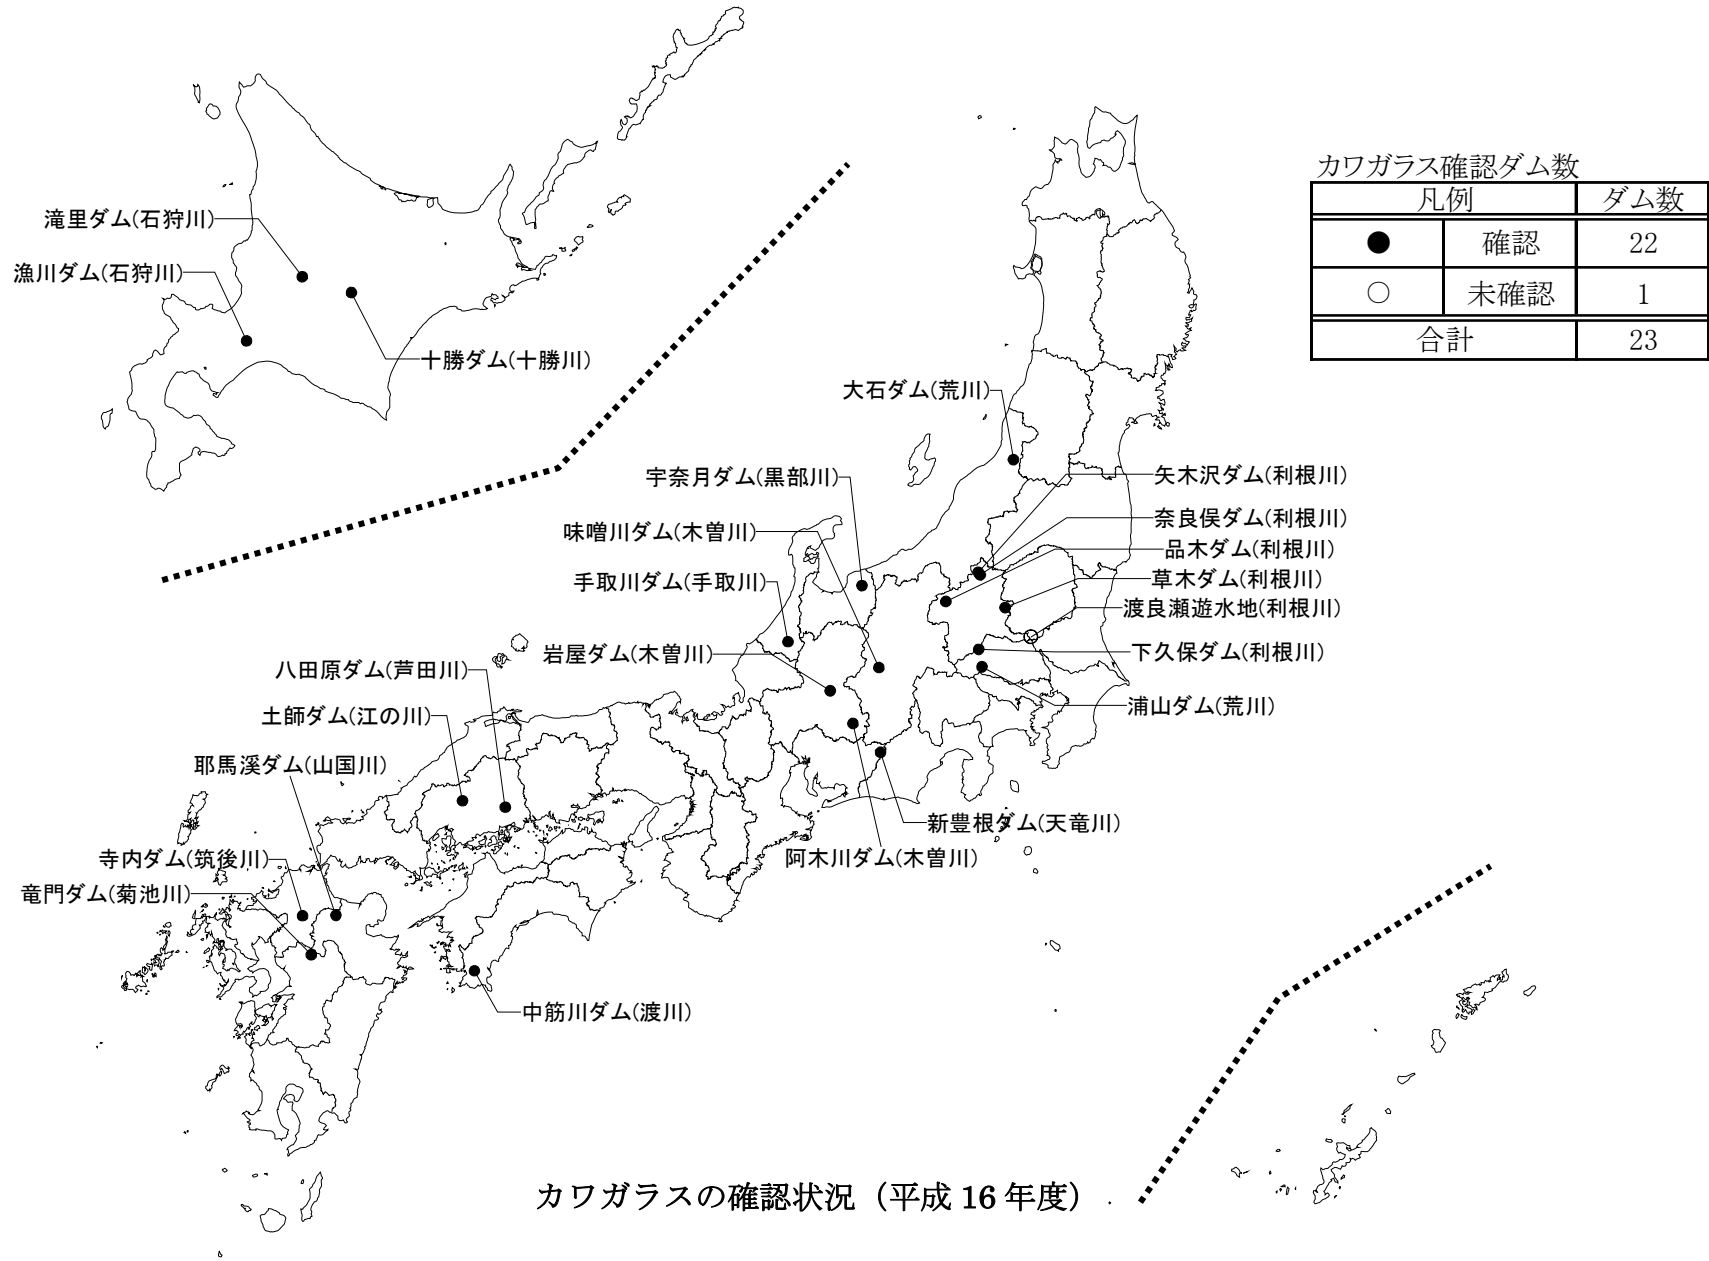 カワガラス確認ダム数
凡例 ダム数
● 確認 22
○ 未確認 1
合計 23
滝里ダム(石狩川)
漁川ダム(石狩川)
十勝ダム(十勝川)
大石ダム(荒川)
宇奈月ダム(黒部川)
矢木沢ダム(利根川)
奈良俣ダム(利根川)
味噌川ダム(木曽川)
品木ダム(利根川)
手取川ダム(手取川)
草木ダム(利根川)
渡良瀬遊水地(利根川)
岩屋ダム(木曽川)
下久保ダム(利根川)
八田原ダム(芦田川)
浦山ダム(荒川)
土師ダム(江の川)
耶馬溪ダム(山国川)
新豊根ダム(天竜川)
阿木川ダム(木曽川)
寺内ダム(筑後川)
竜門ダム(菊池川)
中筋川ダム(渡川)
カワガラスの確認状況（平成 16 年度）